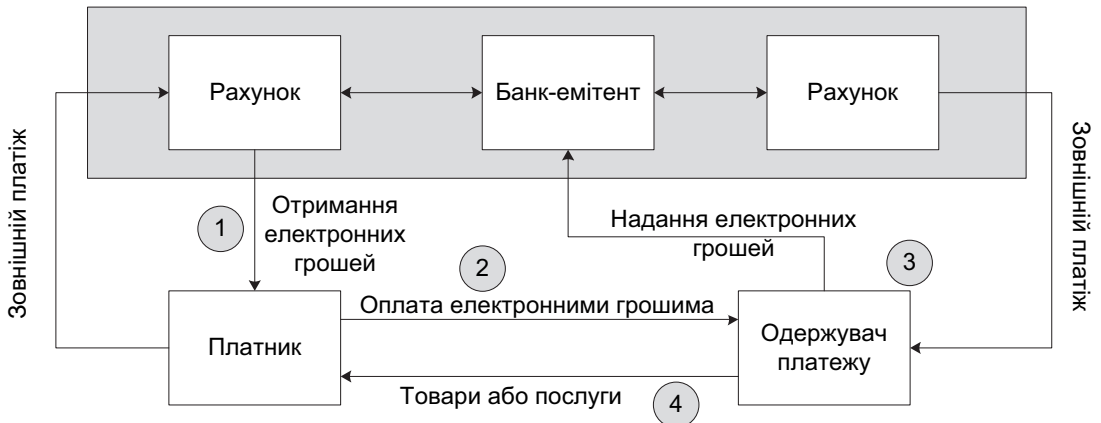 Рахунок
Банк-емітент
Рахунок
Зовнішній платіж
Зовнішній платіж
1
Отримання
електронних
грошей
Надання електронних
грошей
2
3
Оплата електронними грошима
Платник
Одержувач
платежу
Товари або послуги
4